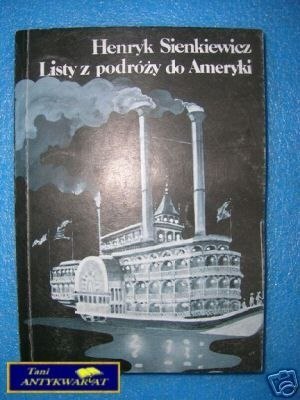 Henryk Sienkiewicz
Listy z podróży do Ameryki
Tani
ANTYKWARIAT